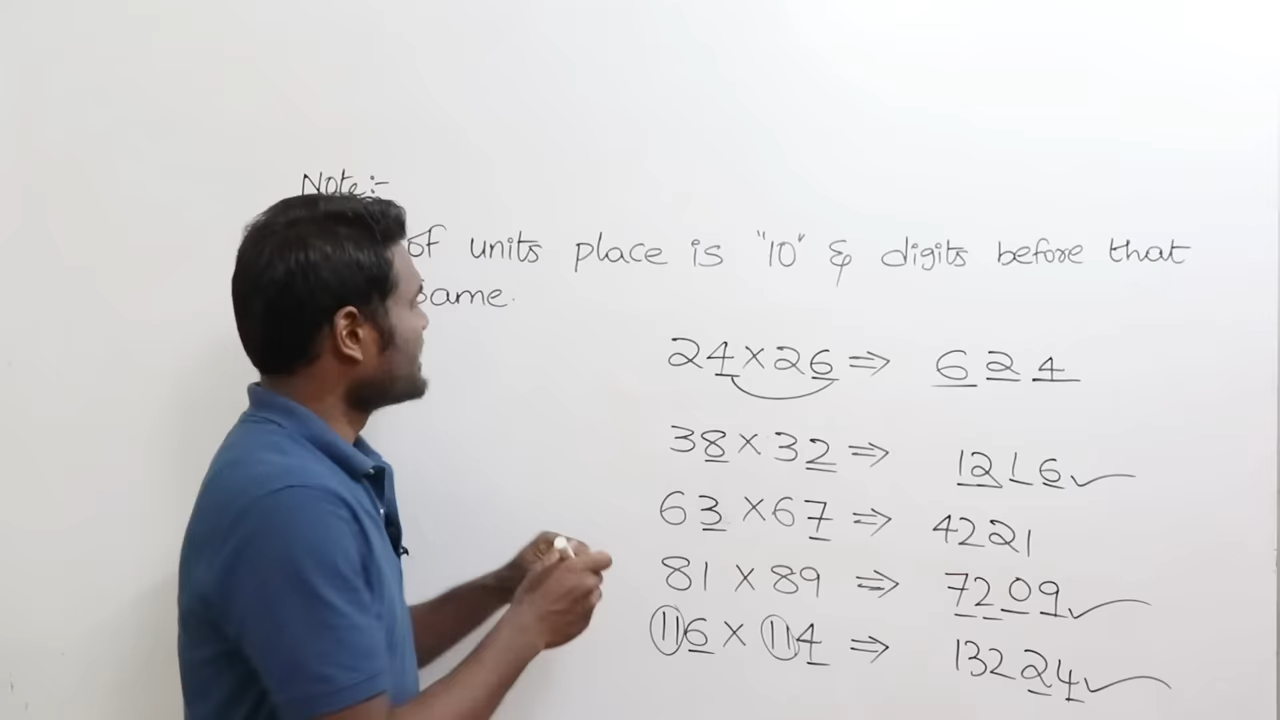 Note:-
of units place is "10" & digits before that
same.
24×26 ⇒ 624
38×32 ⇒ 1216
63×67 ⇒ 4221
81×89 ⇒ 7209
116×114 ⇒ 13224